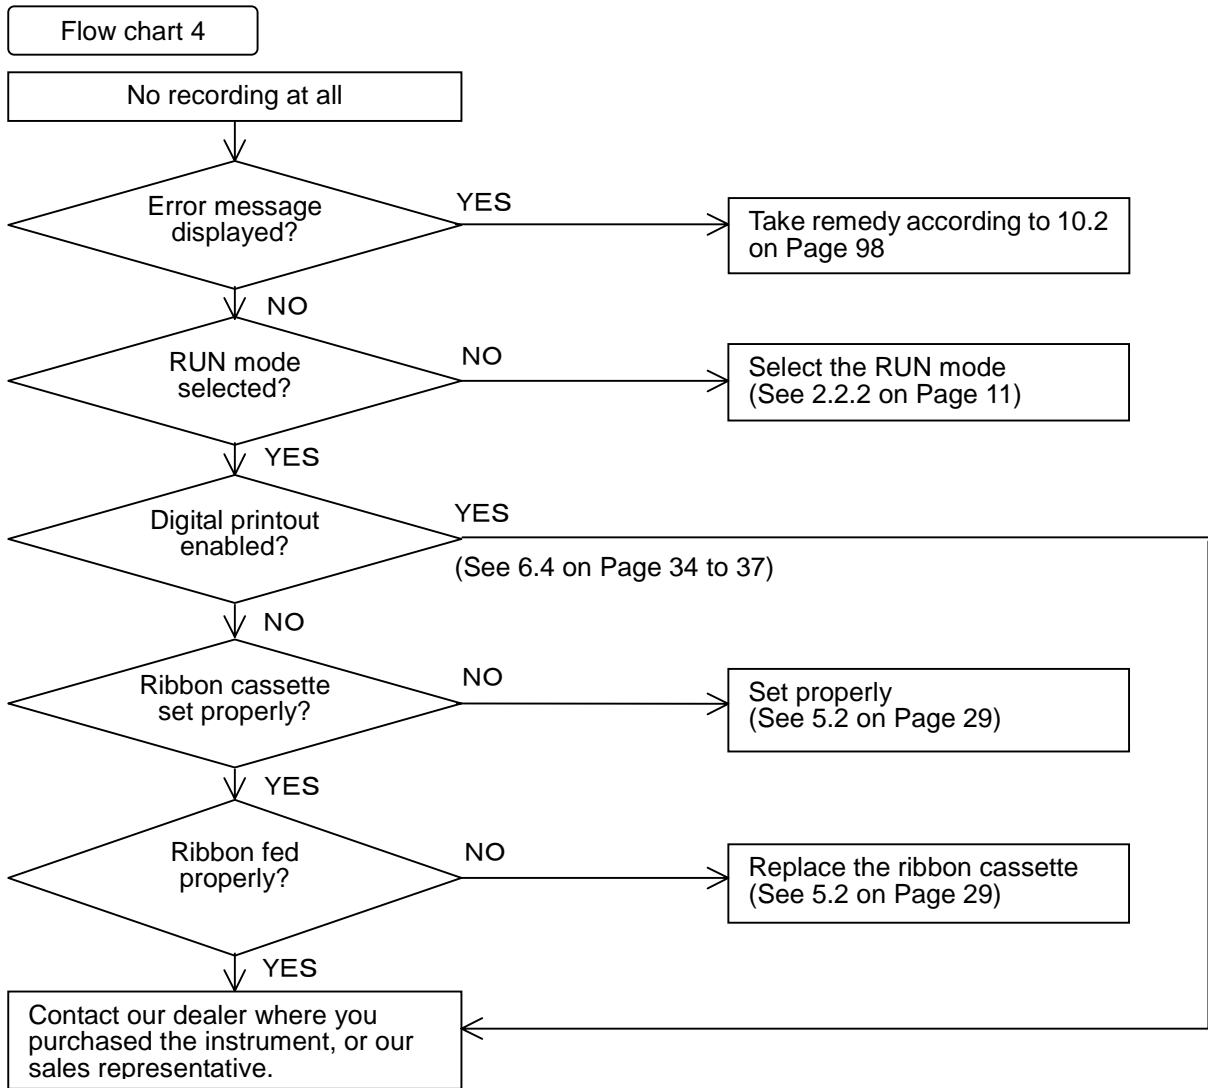 Flow chart 4
No recording at all
Error message
displayed?
YES
Take remedy according to 10.2
on Page 98
NO
RUN mode
selected?
NO
Select the RUN mode
(See 2.2.2 on Page 11)
YES
Digital printout
enabled?
YES
(See 6.4 on Page 34 to 37)
NO
Ribbon cassette
set properly?
NO
Set properly
(See 5.2 on Page 29)
YES
Ribbon fed
properly?
NO
Replace the ribbon cassette
(See 5.2 on Page 29)
YES
Contact our dealer where you
purchased the instrument, or our
sales representative.